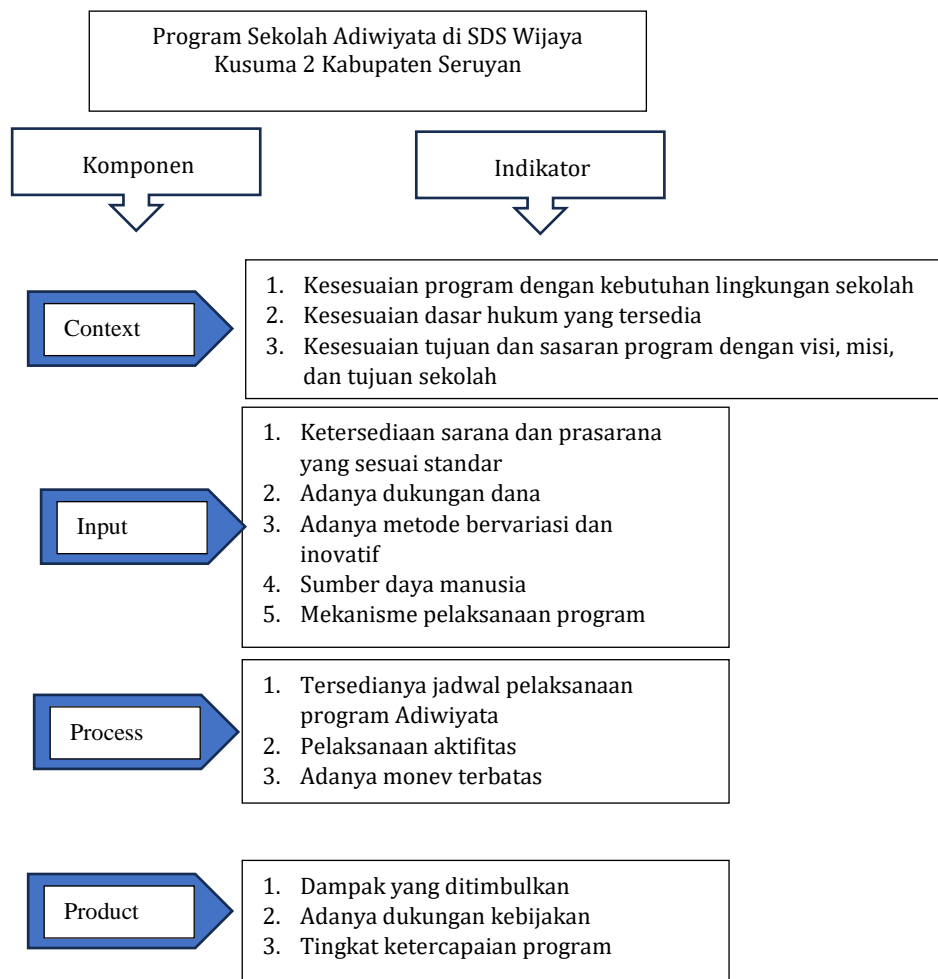 Program Sekolah Adiwiyata di SDS Wijaya
Kusuma 2 Kabupaten Seruyan
Komponen
Indikator
Context
1. Kesesuaian program dengan kebutuhan lingkungan sekolah
2. Kesesuaian dasar hukum yang tersedia
3. Kesesuaian tujuan dan sasaran program dengan visi, misi,
dan tujuan sekolah
Input
1. Ketersediaan sarana dan prasarana
yang sesuai standar
2. Adanya dukungan dana
3. Adanya metode bervariasi dan
inovatif
4. Sumber daya manusia
5. Mekanisme pelaksanaan program
Process
1. Tersedianya jadwal pelaksanaan
program Adiwiyata
2. Pelaksanaan aktifitas
3. Adanya monev terbatas
Product
1. Dampak yang ditimbulkan
2. Adanya dukungan kebijakan
3. Tingkat ketercapaian program